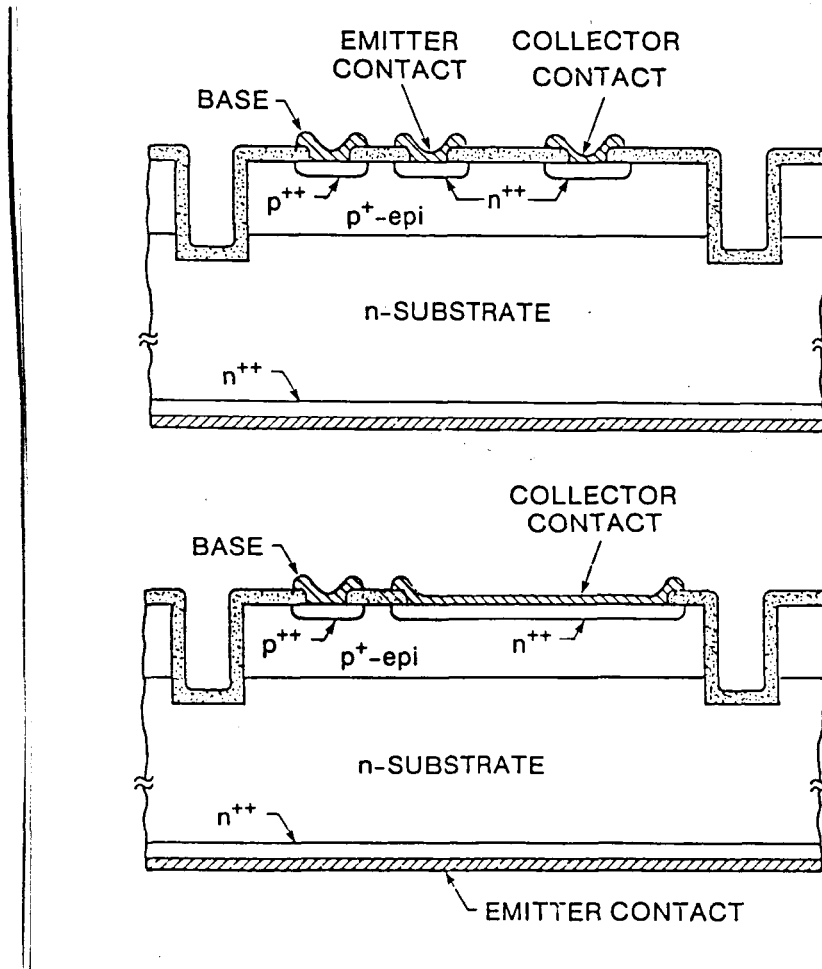 EMITTER
CONTACT
COLLECTOR
CONTACT
BASE
p++
n++
p+-epi
n-SUBSTRATE
n++
COLLECTOR
CONTACT
BASE
p++
n++
p+-epi
n-SUBSTRATE
n++
EMITTER CONTACT